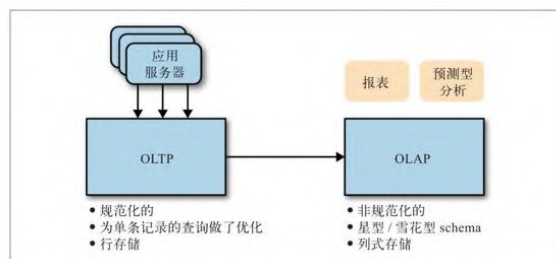 应用
服务器
报表
预测型
分析
OLTP
OLAP
• 规范化的
• 为单条记录的查询做了优化
• 行存储
• 非规范化的
• 星型 / 雪花型 schema
• 列式存储